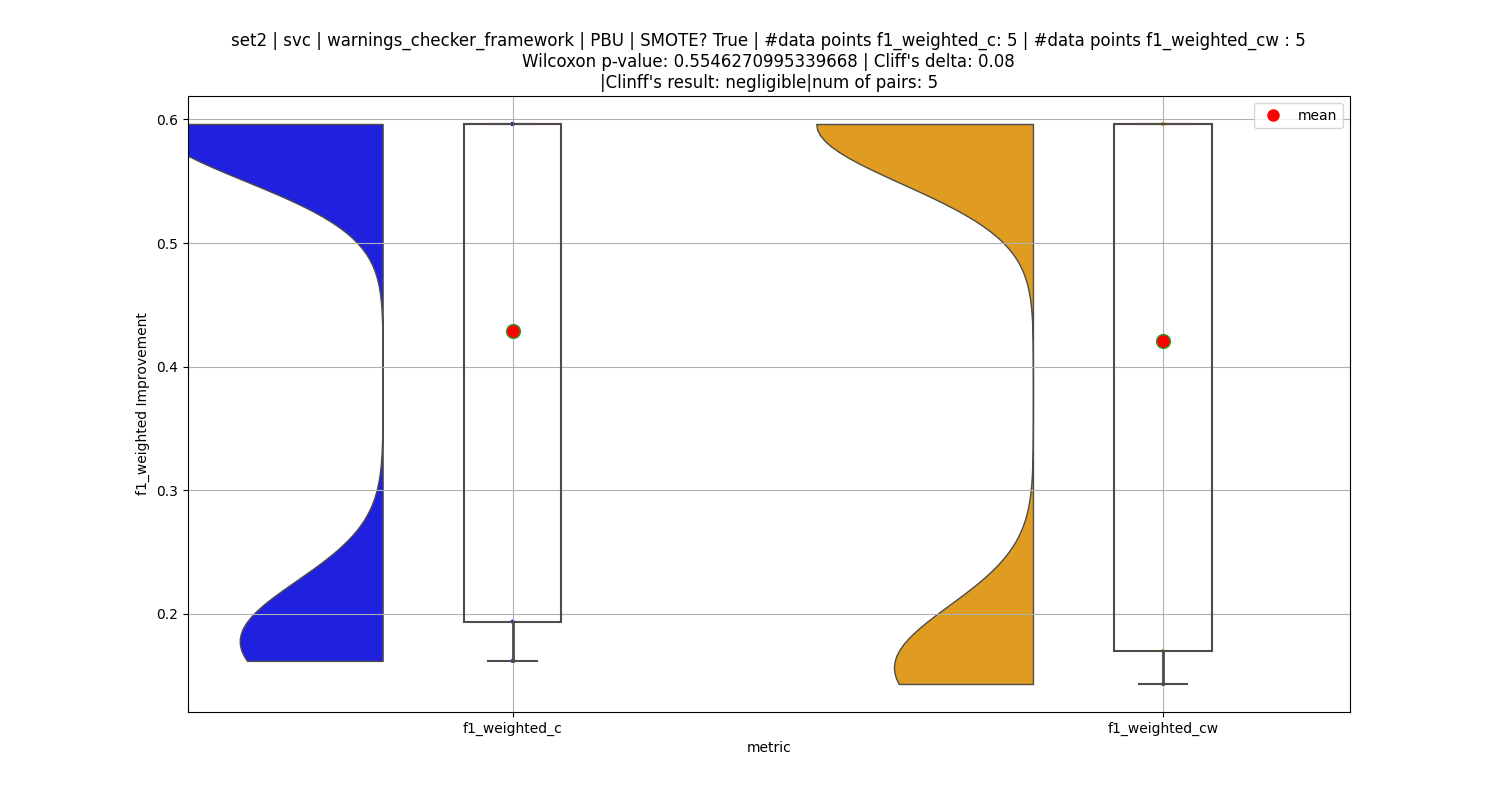 set2 | svc | warnings_checker_framework | PBU | SMOTE? True | #data points f1_weighted_c: 5 | #data points f1_weighted_cw : 5
Wilcoxon p-value: 0.5546270995339668 | Cliff's delta: 0.08
|Clinff's result: negligible|num of pairs: 5
mean
0.6
0.5
0.4
0.3
0.2
f1_weighted Improvement
f1_weighted_c
f1_weighted_cw
metric